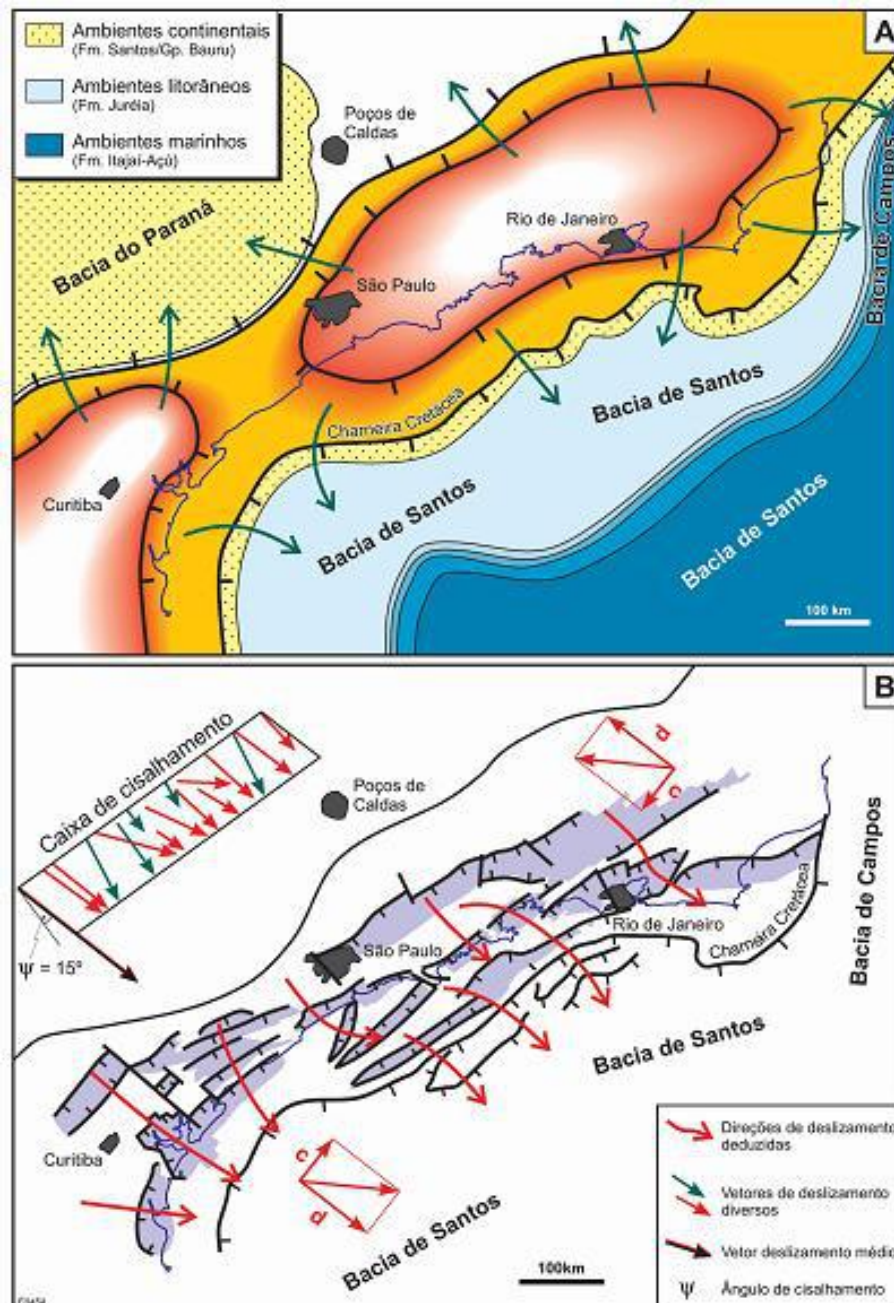 A
Ambientes continentais
(Fm. Santos/Gp. Bauru)
Ambientes litorâneos
(Fm. Juréia)
Ambientes marinhos
(Fm. Itajaí-Açú)
Poços de
Caldas
Bacia do Paraná
Rio de Janeiro
São Paulo
Bacia de Campos
Bacia de Santos
Charneira Cretácea
Curitiba
Bacia de Santos
Bacia de Santos
100 km
B
Caixa de cisalhamento
Poços de
Caldas
d
c
ψ = 15°
São Paulo
Rio de Janeiro
Charneira Cretácea
Bacia de Campos
Bacia de Santos
Curitiba
c
d
Bacia de Santos
100km
Direções de deslizamento
deduzidas
Vetores de deslizamento
diversos
Vetor deslizamento médio
ψ Ângulo de cisalhamento